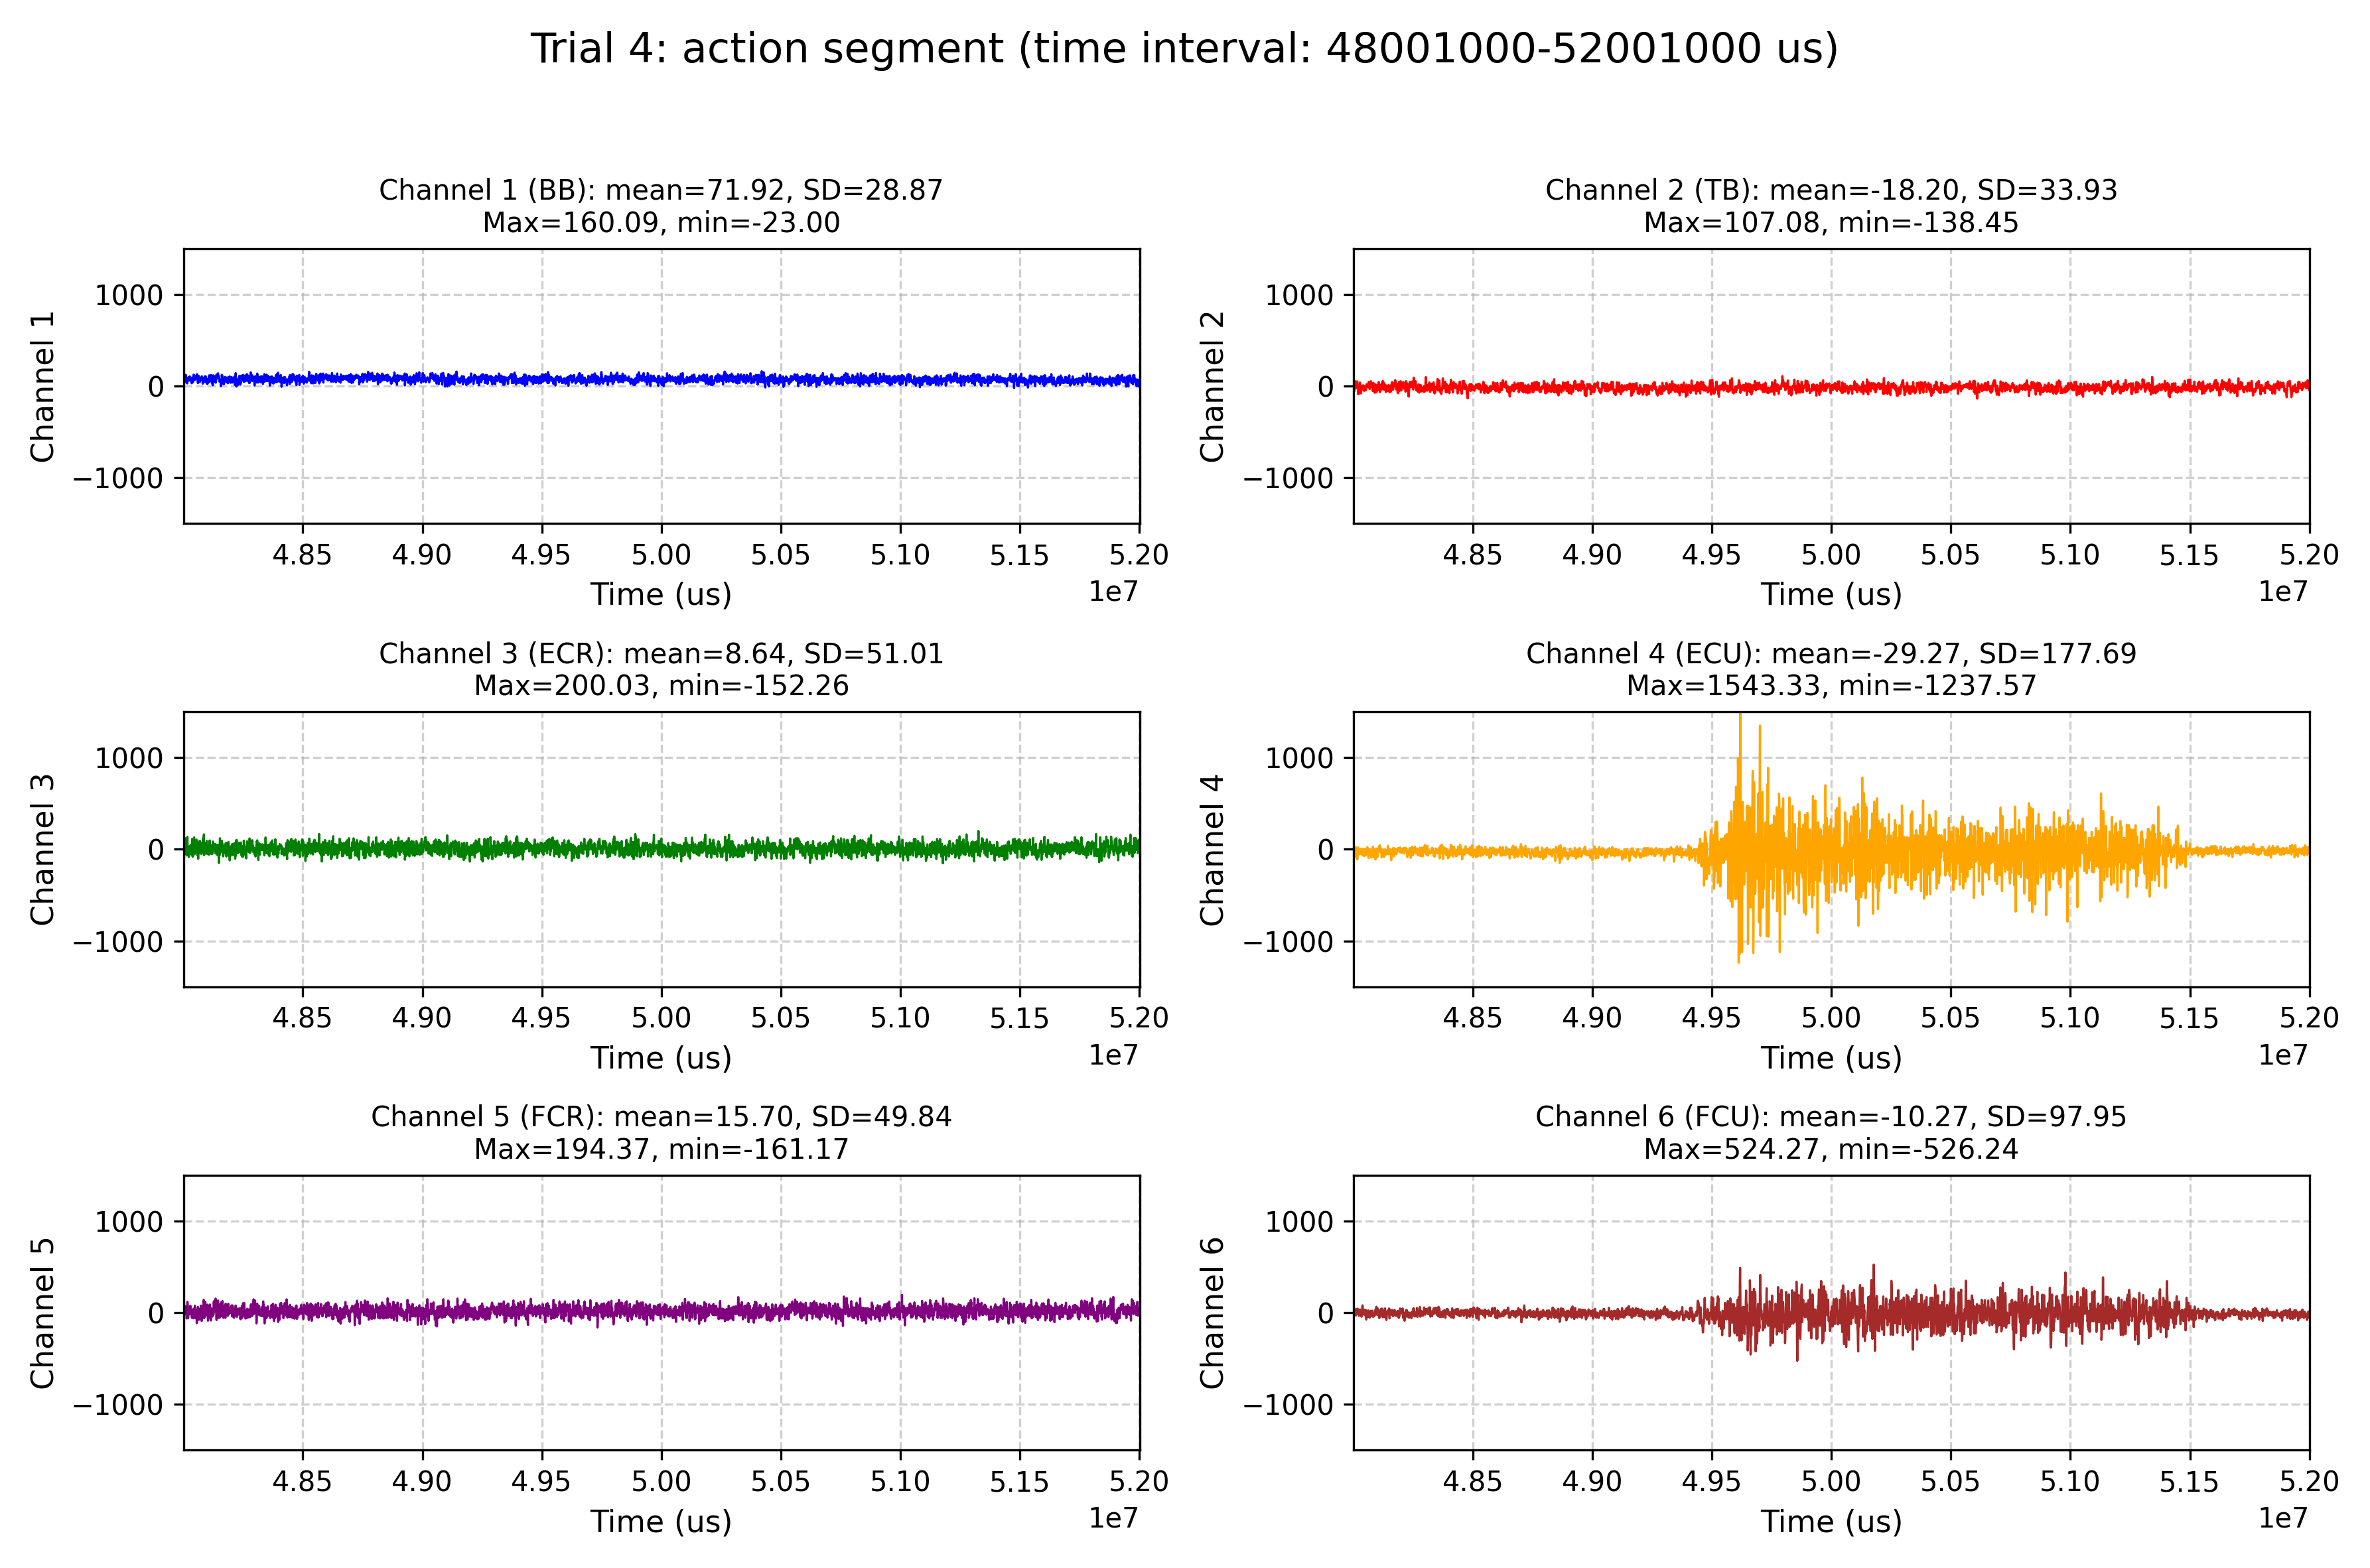 Trial 4: action segment (time interval: 48001000-52001000 us)
Channel 1 (BB): mean=71.92, SD=28.87
Max=160.09, min=-23.00
Channel 1
1000
0
−1000
4.85 4.90 4.95 5.00 5.05 5.10 5.15 5.20
Time (us)
1e7
Channel 2 (TB): mean=-18.20, SD=33.93
Max=107.08, min=-138.45
Channel 2
1000
0
−1000
4.85 4.90 4.95 5.00 5.05 5.10 5.15 5.20
Time (us)
1e7
Channel 3 (ECR): mean=8.64, SD=51.01
Max=200.03, min=-152.26
Channel 3
1000
0
−1000
4.85 4.90 4.95 5.00 5.05 5.10 5.15 5.20
Time (us)
1e7
Channel 4 (ECU): mean=-29.27, SD=177.69
Max=1543.33, min=-1237.57
Channel 4
1000
0
−1000
4.85 4.90 4.95 5.00 5.05 5.10 5.15 5.20
Time (us)
1e7
Channel 5 (FCR): mean=15.70, SD=49.84
Max=194.37, min=-161.17
Channel 5
1000
0
−1000
4.85 4.90 4.95 5.00 5.05 5.10 5.15 5.20
Time (us)
1e7
Channel 6 (FCU): mean=-10.27, SD=97.95
Max=524.27, min=-526.24
Channel 6
1000
0
−1000
4.85 4.90 4.95 5.00 5.05 5.10 5.15 5.20
Time (us)
1e7